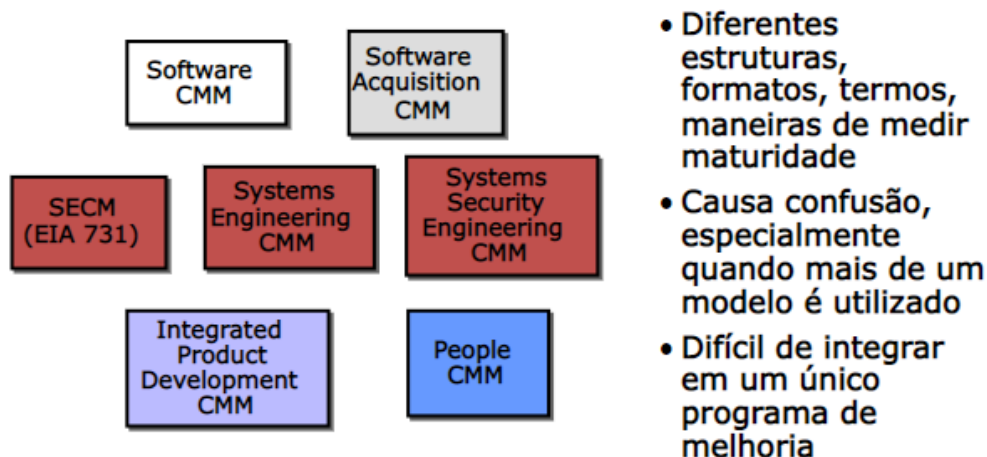 Software
CMM
Software
Acquisition
CMM
SECM
(EIA 731)
Systems
Engineering
CMM
Systems
Security
Engineering
CMM
Integrated
Product
Development
CMM
People
CMM
• Diferentes
estruturas,
formatos, termos,
maneiras de medir
maturidade
• Causa confusão,
especialmente
quando mais de um
modelo é utilizado
• Difícil de integrar
em um único
programa de
melhoria